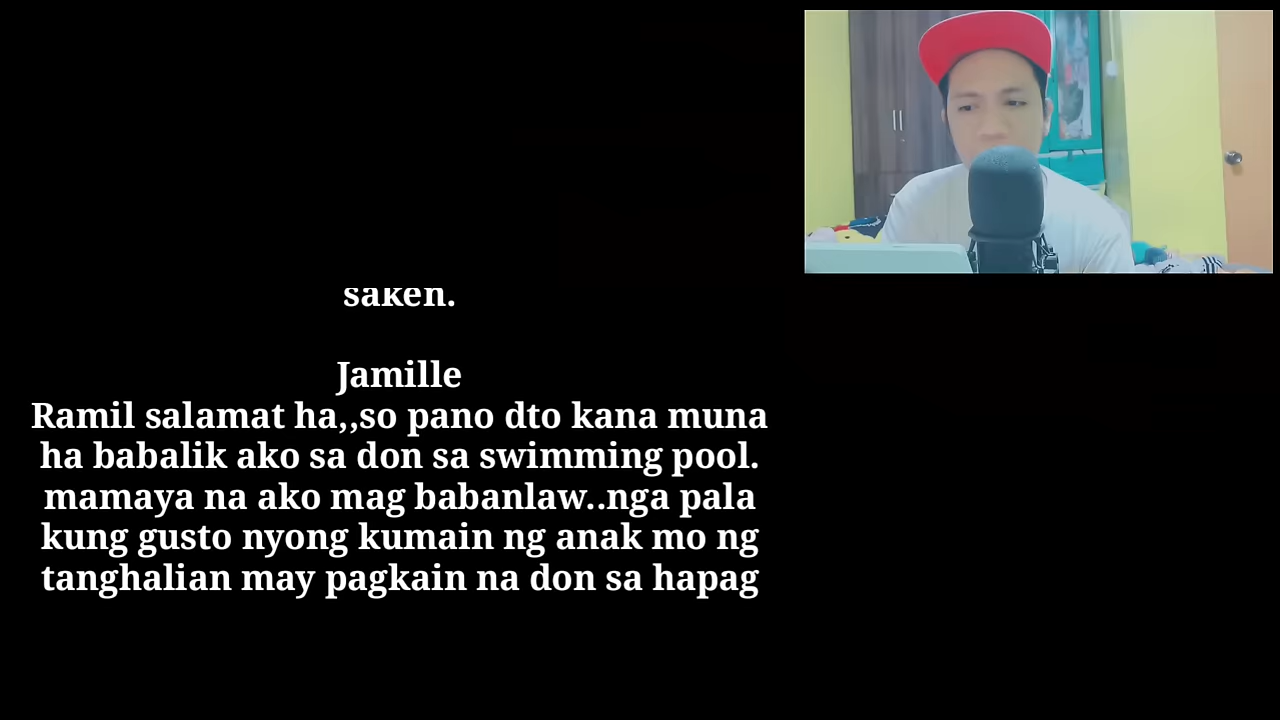 saken.
Jamille
Ramil salamat ha,,so pano dto kana muna
ha babalik ako sa don sa swimming pool.
mamaya na ako mag babanlaw..nga pala
kung gusto nyong kumain ng anak mo ng
tanghalian may pagkain na don sa hapag